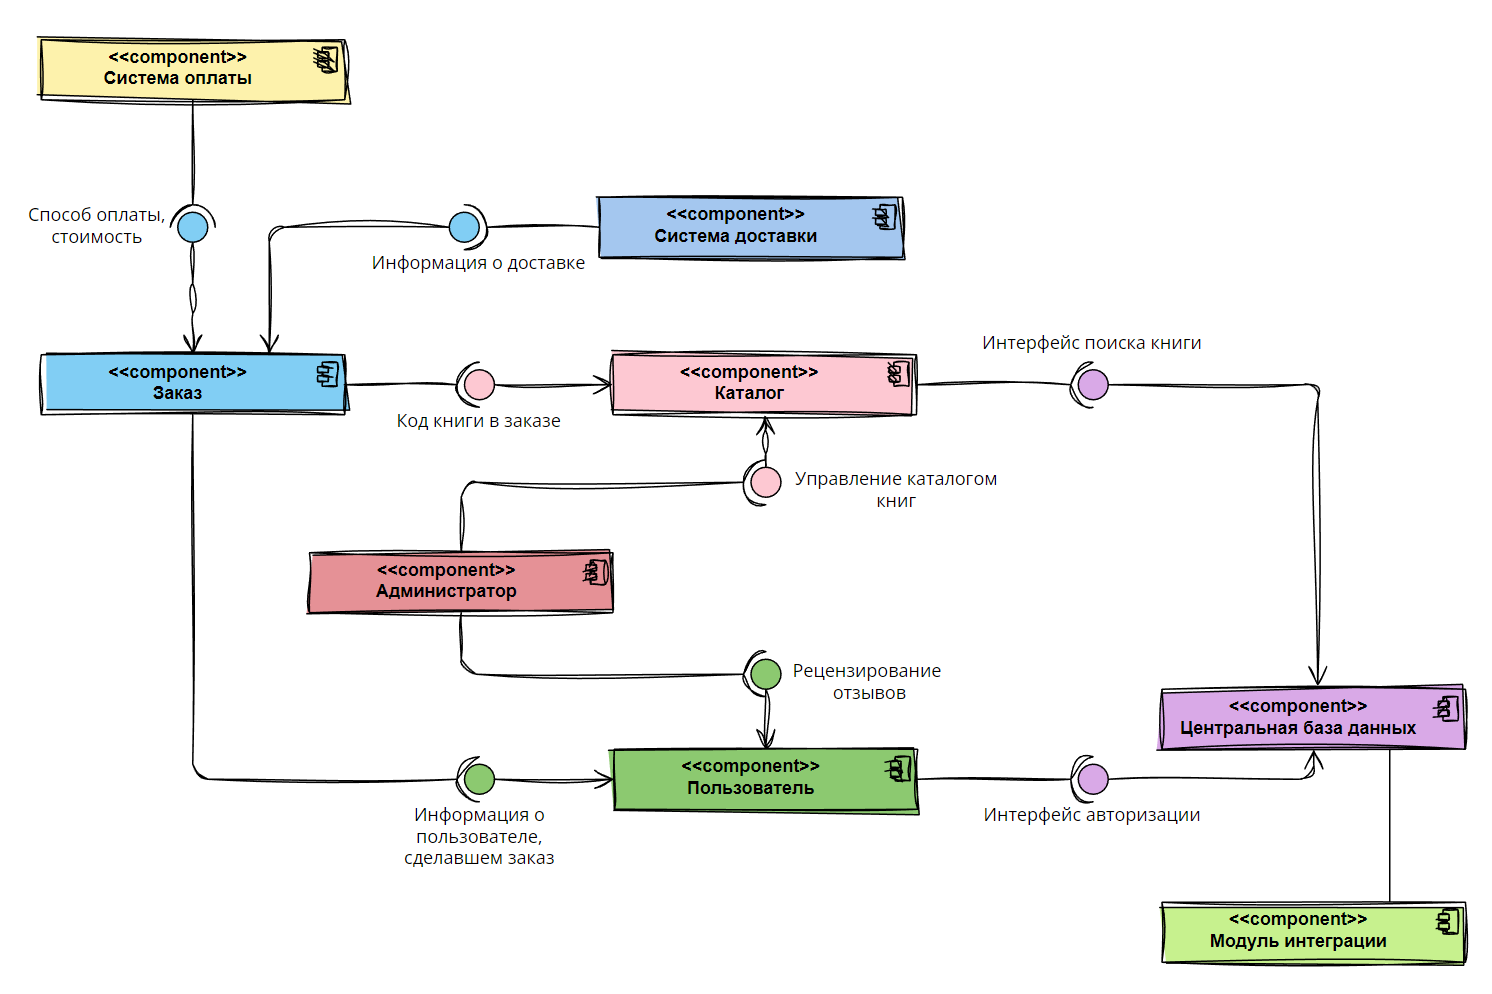 <<component>>
Система оплаты
Способ оплаты,
стоимость
<<component>>
Система доставки
Информация о доставке
<<component>>
Заказ
Код книги в заказе
<<component>>
Каталог
Интерфейс поиска книги
Управление каталогом
книг
<<component>>
Администратор
Рецензирование
отзывов
<<component>>
Центральная база данных
<<component>>
Пользователь
Информация о
пользователе,
сделавшем заказ
Интерфейс авторизации
<<component>>
Модуль интеграции